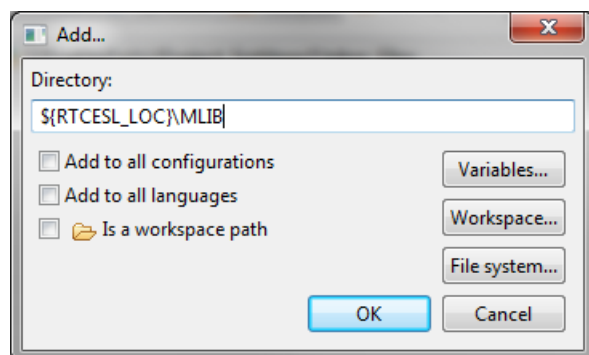 Add...
Directory:
${RTCESL_LOC}\MLIB
Add to all configurations
Variables...
Add to all languages
Workspace...
Is a workspace path
File system...
OK
Cancel